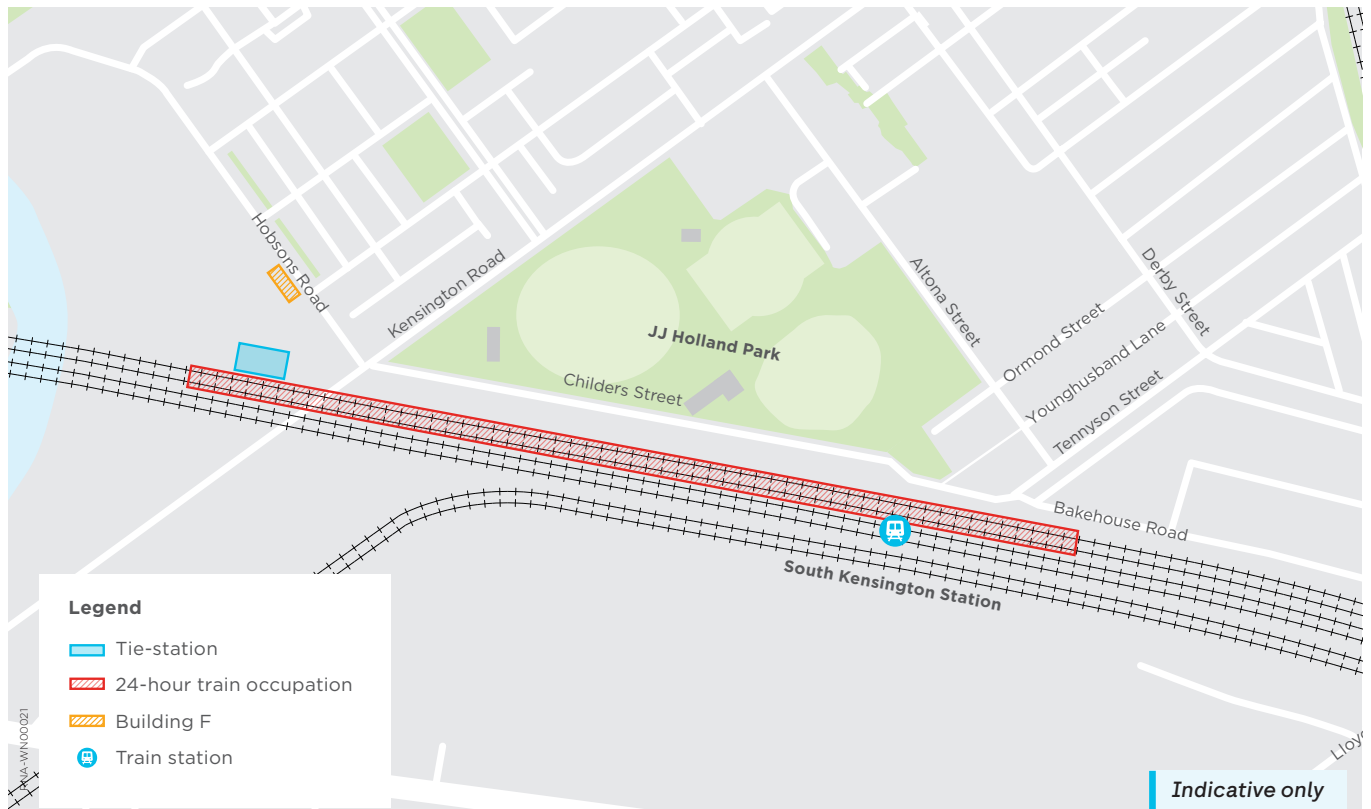 Hobsons Road
Kensington Road
JJ Holland Park
Childers Street
Altona Street
Derby Street
Ormond Street
Younghusband Lane
Tennyson Street
Bakehouse Road
South Kensington Station
Legend
Tie-station
24-hour train occupation
Building F
Train station
Indicative only